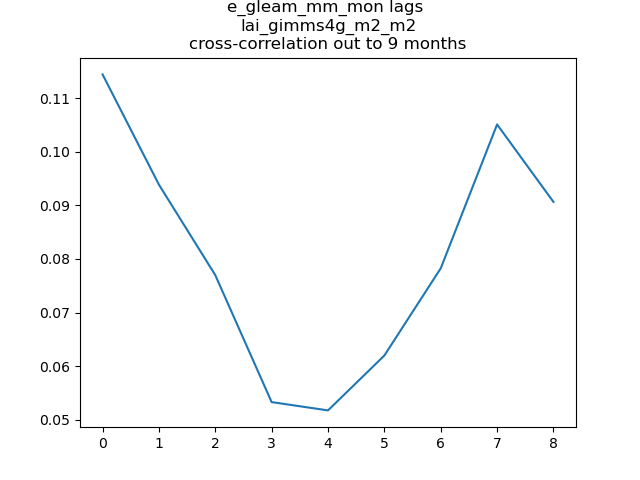 e_gleam_mm_mon lags
lai_gimms4g_m2_m2
cross-correlation out to 9 months
0.11
0.10
0.09
0.08
0.07
0.06
0.05
0 1 2 3 4 5 6 7 8